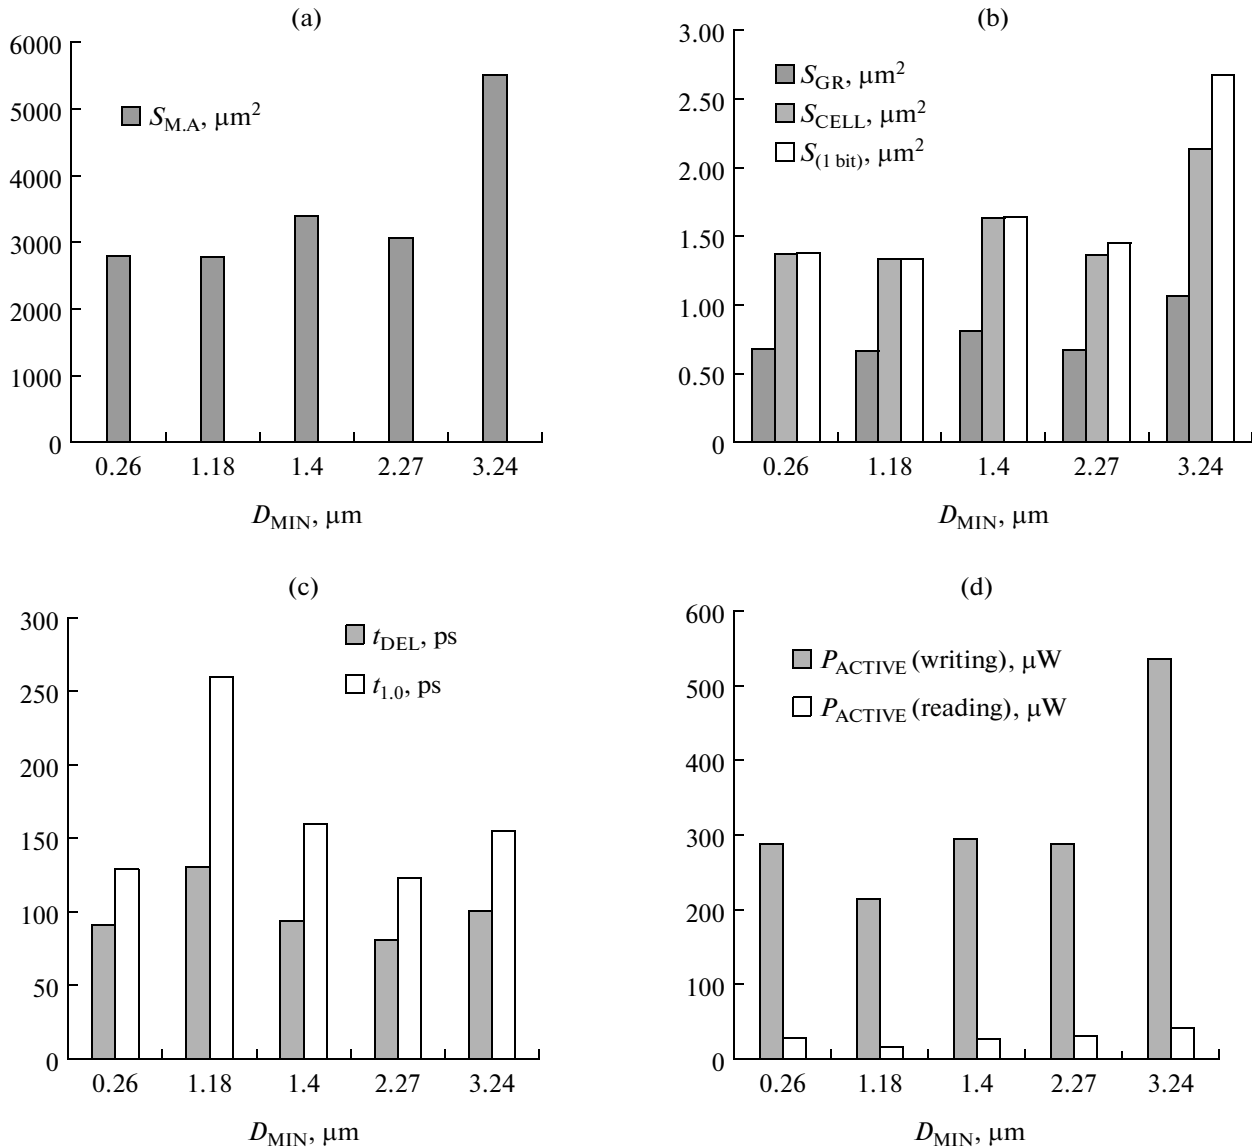 (a)
6000
5000
4000
3000
2000
1000
0
S_M.A, μm²
0.26 1.18 1.4 2.27 3.24
D_MIN, μm
(b)
3.00
2.50
2.00
1.50
1.00
0.50
0
S_GR, μm²
S_CELL, μm²
S_(1 bit), μm²
0.26 1.18 1.4 2.27 3.24
D_MIN, μm
(c)
300
250
200
150
100
50
0
t_DEL, ps
t_1.0, ps
0.26 1.18 1.4 2.27 3.24
D_MIN, μm
(d)
600
500
400
300
200
100
0
P_ACTIVE (writing), μW
P_ACTIVE (reading), μW
0.26 1.18 1.4 2.27 3.24
D_MIN, μm